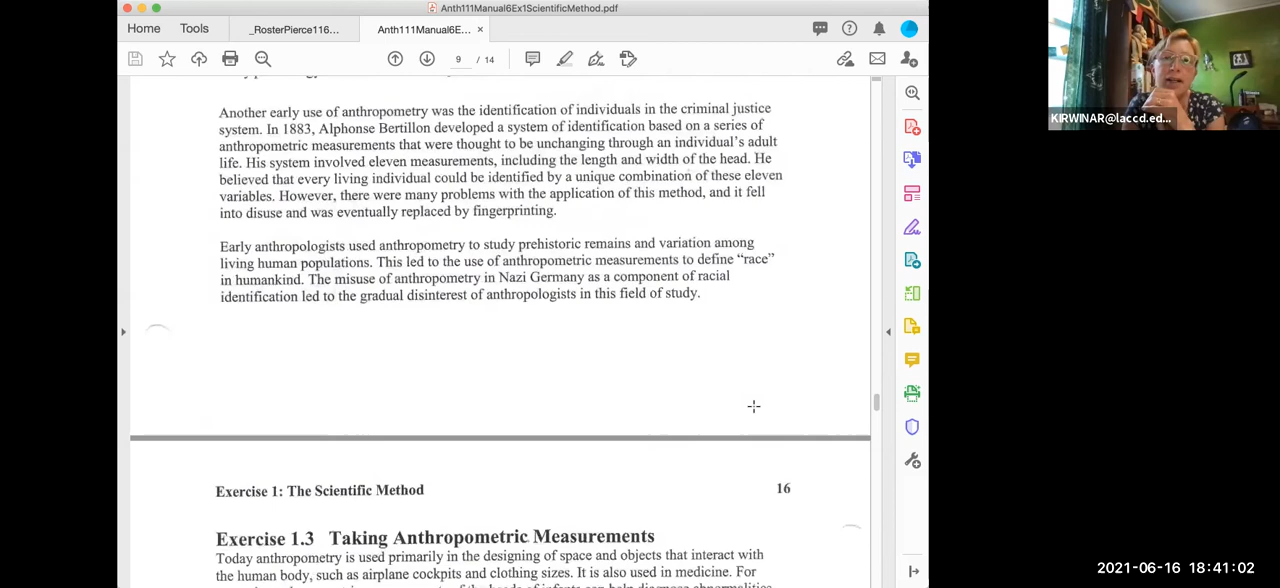 Anth111Manual6Ex1ScientificMethod.pdf
Home Tools _RosterPierce116... Anth111Manual6E... ×
9 / 14
Another early use of anthropometry was the identification of individuals in the criminal justice
system. In 1883, Alphonse Bertillon developed a system of identification based on a series of
anthropometric measurements that were thought to be unchanging through an individual's adult
life. His system involved eleven measurements, including the length and width of the head. He
believed that every living individual could be identified by a unique combination of these eleven
variables. However, there were many problems with the application of this method, and it fell
into disuse and was eventually replaced by fingerprinting.
Early anthropologists used anthropometry to study prehistoric remains and variation among
living human populations. This led to the use of anthropometric measurements to define “race”
in humankind. The misuse of anthropometry in Nazi Germany as a component of racial
identification led to the gradual disinterest of anthropologists in this field of study.
Exercise 1: The Scientific Method 16
Exercise 1.3 Taking Anthropometric Measurements
Today anthropometry is used primarily in the designing of space and objects that interact with
the human body, such as airplane cockpits and clothing sizes. It is also used in medicine. For
KIRWINAR@laccd.ed...
2021-06-16 18:41:02